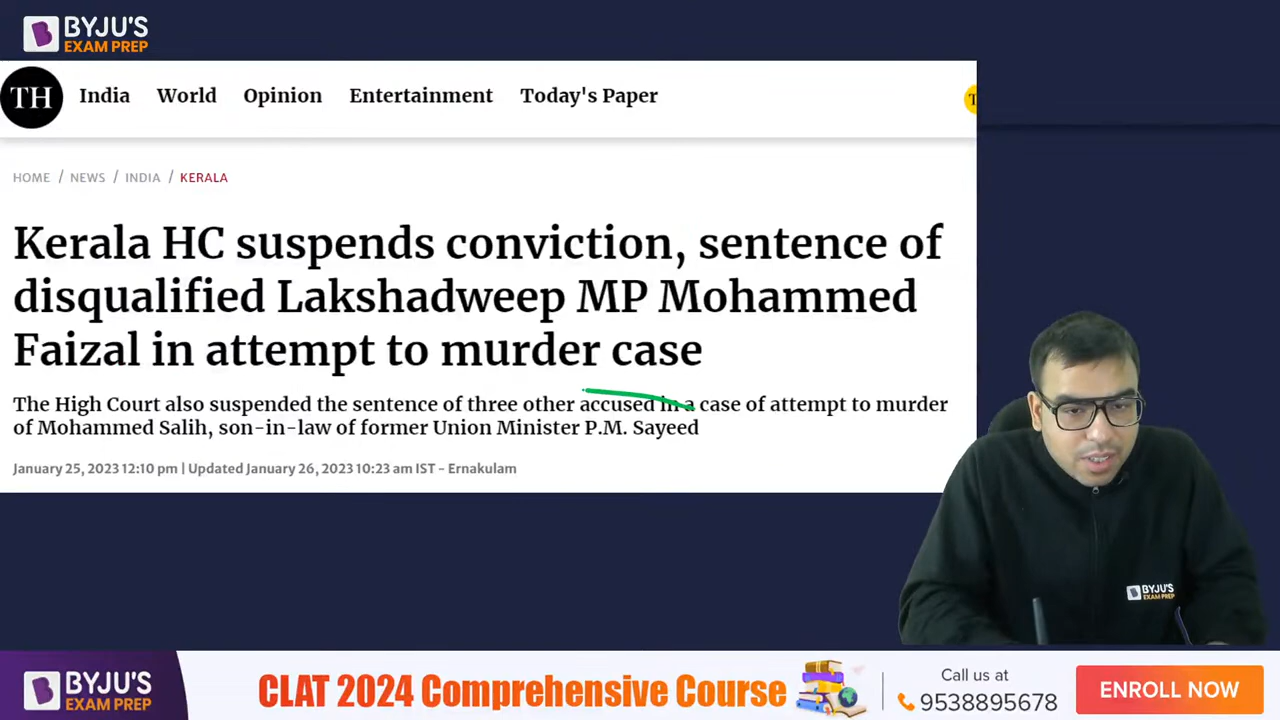 BYJU'S
EXAM PREP
TH India World Opinion Entertainment Today's Paper
HOME / NEWS / INDIA / KERALA
Kerala HC suspends conviction, sentence of
disqualified Lakshadweep MP Mohammed
Faizal in attempt to murder case
The High Court also suspended the sentence of three other accused in a case of attempt to murder
of Mohammed Salih, son-in-law of former Union Minister P.M. Sayeed
January 25, 2023 12:10 pm | Updated January 26, 2023 10:23 am IST - Ernakulam
BYJU'S
EXAM PREP
BYJU'S
EXAM PREP
CLAT 2024 Comprehensive Course
Call us at
9538895678
ENROLL NOW